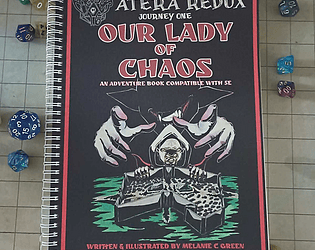 ATERA REDUX
JOURNEY ONE
OUR LADY
OF
CHAOS
AN ADVENTURE BOOK COMPATIBLE WITH 5E
WRITTEN & ILLUSTRATED BY MELANIE C GREEN